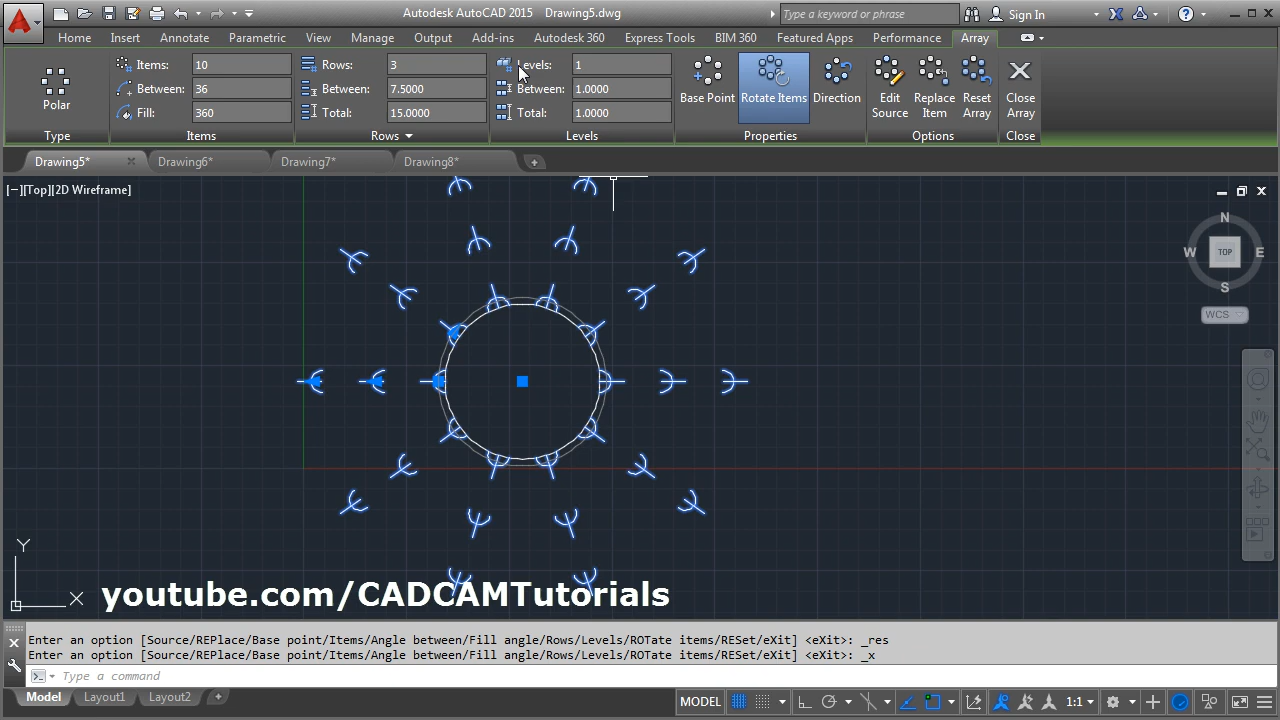 Autodesk AutoCAD 2015 Drawing5.dwg
Type a keyword or phrase
Sign In
Home Insert Annotate Parametric View Manage Output Add-ins Autodesk 360 Express Tools BIM 360 Featured Apps Performance Array
Items: 10 Rows: 3 Levels: 1
Between: 36 Between: 7.5000 Between: 1.0000
Fill: 360 Total: 15.0000 Total: 1.0000
Polar
Base Point Rotate Items Direction
Edit Source Replace Item Reset Array Close Array
Type Items Rows Levels Properties Options Close
Drawing5* Drawing6* Drawing7* Drawing8*
[−][Top][2D Wireframe]
N
W TOP E
S
WCS
Y
X
youtube.com/CADCAMTutorials
Enter an option [Source/REPlace/Base point/Items/Angle between/Fill angle/Rows/Levels/ROTate items/RESet/eXit] <eXit>: _res
Enter an option [Source/REPlace/Base point/Items/Angle between/Fill angle/Rows/Levels/ROTate items/RESet/eXit] <eXit>: _x
Type a command
Model Layout1 Layout2
MODEL 1:1